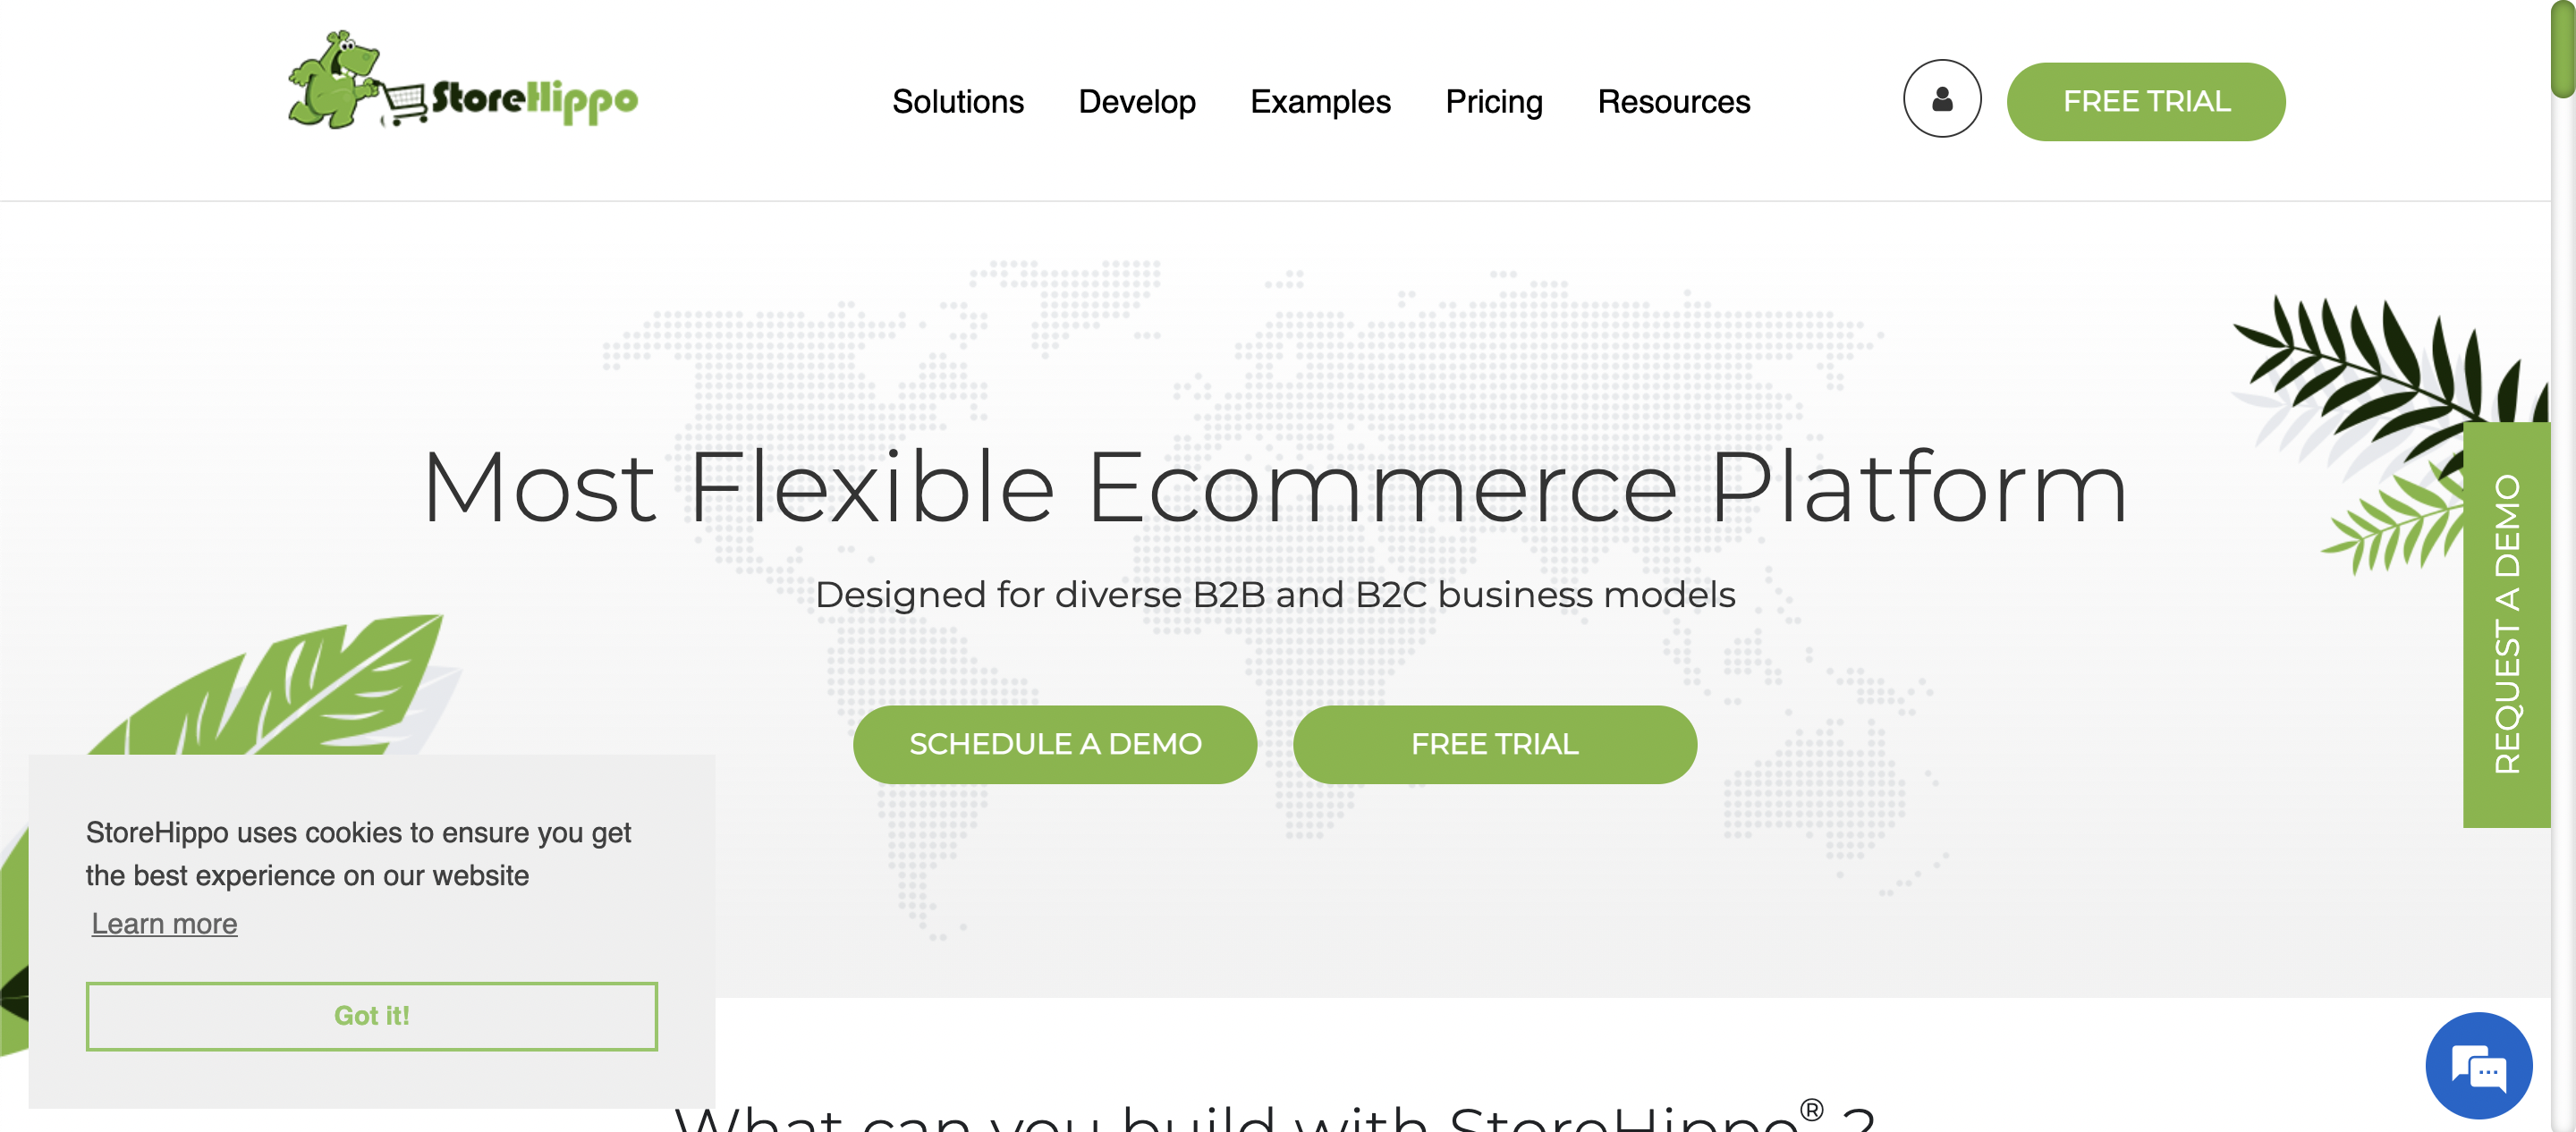 StoreHippo
Solutions
Develop
Examples
Pricing
Resources
FREE TRIAL
Most Flexible Ecommerce Platform
Designed for diverse B2B and B2C business models
SCHEDULE A DEMO
FREE TRIAL
REQUEST A DEMO
StoreHippo uses cookies to ensure you get
the best experience on our website
Learn more
Got it!
What can you build with StoreHippo® ?